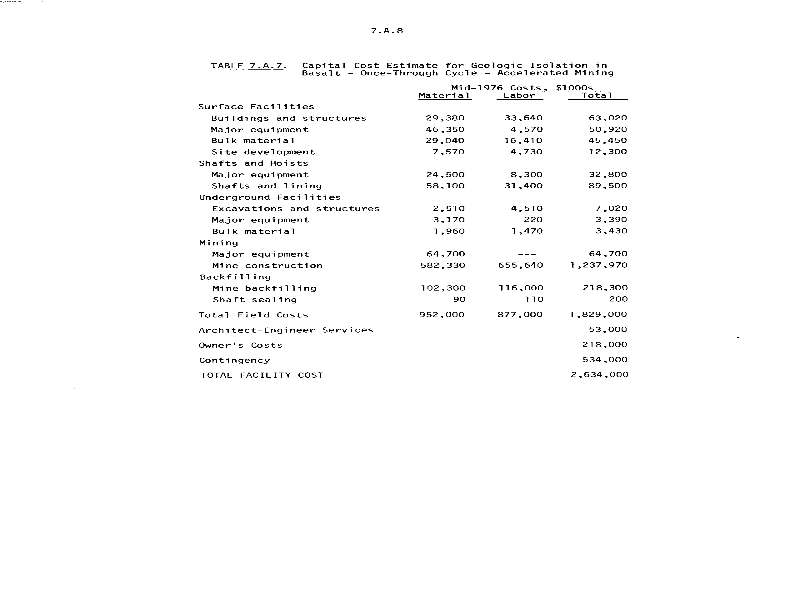 7.A.8
TABLE 7.A.7. Capital Cost Estimate for Geologic Isolation in
Basalt - Once-Through Cycle - Accelerated Mining
Mid-1976 Costs, $1000s
Material Labor Total
Surface Facilities
Buildings and structures 29,380 33,640 63,020
Major equipment 46,350 4,570 50,920
Bulk material 29,040 16,410 45,450
Site development 7,570 4,730 12,300
Shafts and Hoists
Major equipment 24,500 8,300 32,800
Shafts and lining 58,100 31,400 89,500
Underground Facilities
Excavations and structures 2,510 4,510 7,020
Major equipment 3,170 220 3,390
Bulk material 1,960 1,470 3,430
Mining
Major equipment 64,700 --- 64,700
Mine construction 582,330 655,640 1,237,970
Backfilling
Mine backfilling 102,300 116,000 218,300
Shaft sealing 90 110 200
Total Field Costs 952,000 877,000 1,829,000
Architect-Engineer Services 53,000
Owner's Costs 218,000
Contingency 534,000
TOTAL FACILITY COST 2,634,000